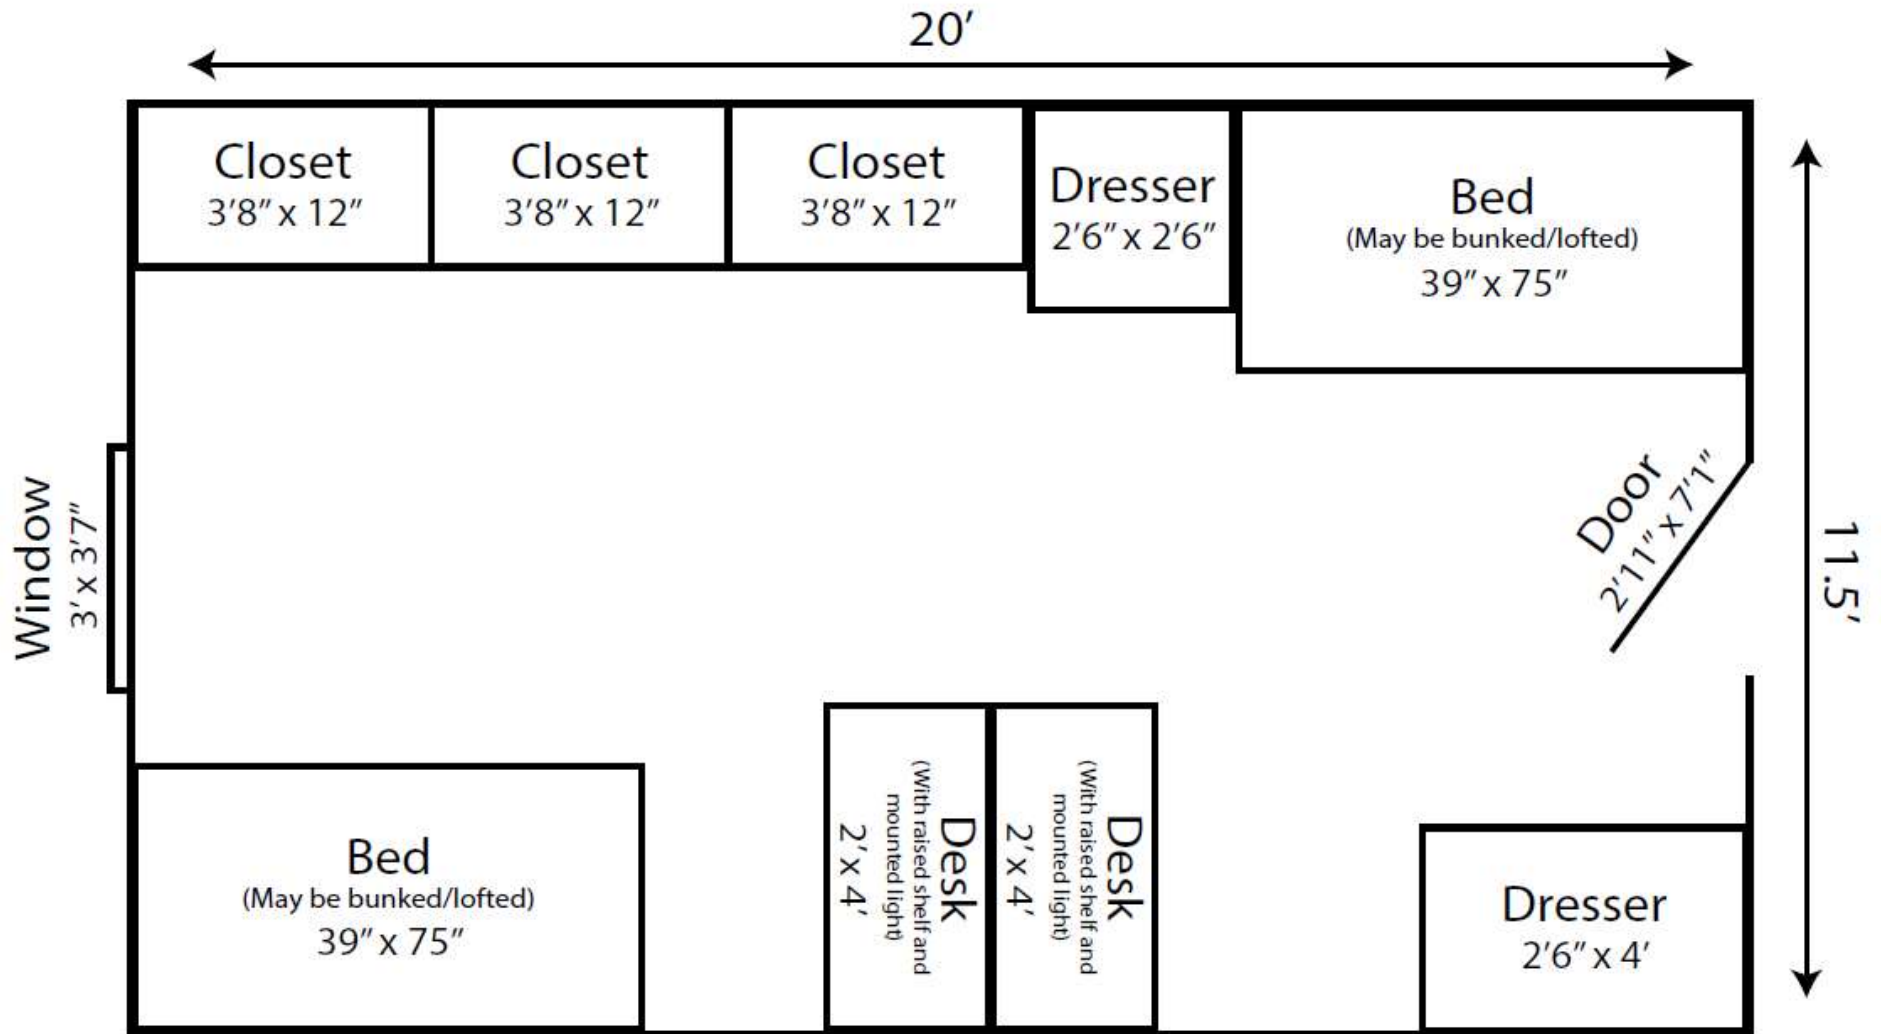 20′
Closet
3′8″ x 12″
Closet
3′8″ x 12″
Closet
3′8″ x 12″
Dresser
2′6″ x 2′6″
Bed
(May be bunked/lofted)
39″ x 75″
Window
3′ x 3′7″
Door
2′11″ x 7′1″
11.5′
Bed
(May be bunked/lofted)
39″ x 75″
Desk
(With raised shelf and
mounted light)
2′ x 4′
Desk
(With raised shelf and
mounted light)
2′ x 4′
Dresser
2′6″ x 4′